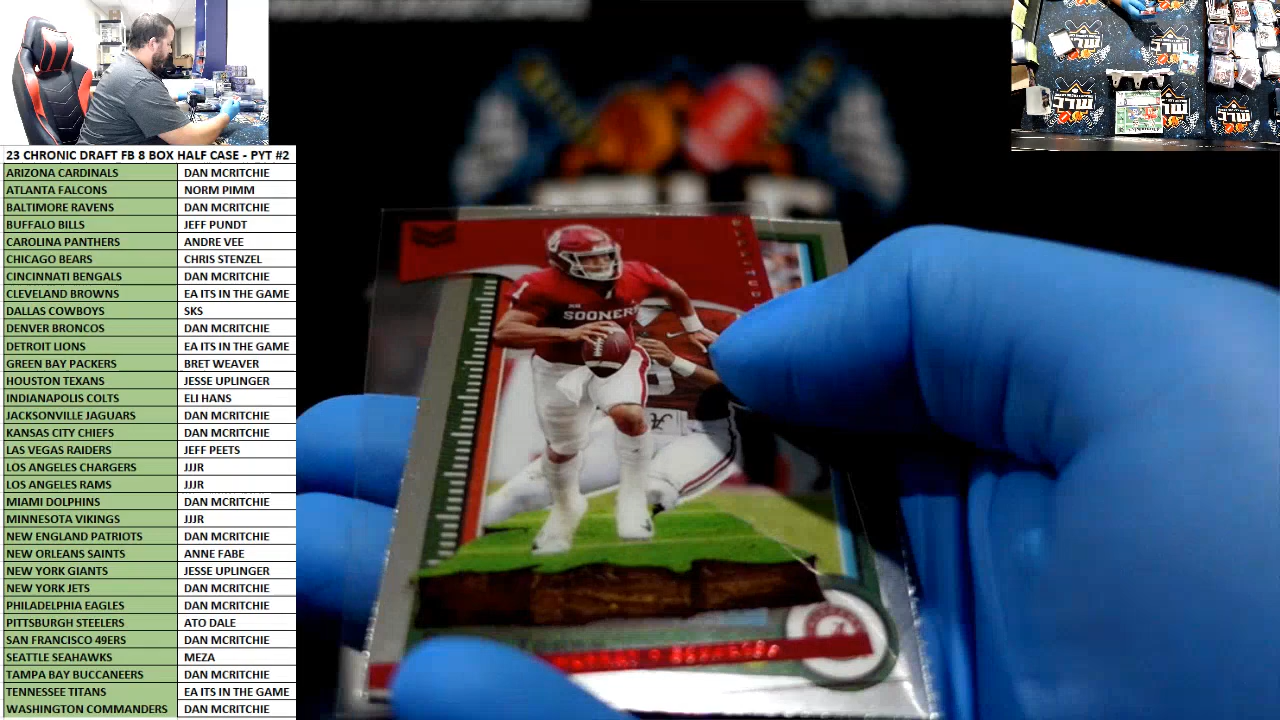 23 CHRONIC DRAFT FB 8 BOX HALF CASE - PYT #2
ARIZONA CARDINALS DAN MCRITCHIE
ATLANTA FALCONS NORM PIMM
BALTIMORE RAVENS DAN MCRITCHIE
BUFFALO BILLS JEFF PUNDT
CAROLINA PANTHERS ANDRE VEE
CHICAGO BEARS CHRIS STENZEL
CINCINNATI BENGALS DAN MCRITCHIE
CLEVELAND BROWNS EA ITS IN THE GAME
DALLAS COWBOYS SKS
DENVER BRONCOS DAN MCRITCHIE
DETROIT LIONS EA ITS IN THE GAME
GREEN BAY PACKERS BRET WEAVER
HOUSTON TEXANS JESSE UPLINGER
INDIANAPOLIS COLTS ELI HANS
JACKSONVILLE JAGUARS DAN MCRITCHIE
KANSAS CITY CHIEFS DAN MCRITCHIE
LAS VEGAS RAIDERS JEFF PEETS
LOS ANGELES CHARGERS JJJR
LOS ANGELES RAMS JJJR
MIAMI DOLPHINS DAN MCRITCHIE
MINNESOTA VIKINGS JJJR
NEW ENGLAND PATRIOTS DAN MCRITCHIE
NEW ORLEANS SAINTS ANNE FABE
NEW YORK GIANTS JESSE UPLINGER
NEW YORK JETS DAN MCRITCHIE
PHILADELPHIA EAGLES DAN MCRITCHIE
PITTSBURGH STEELERS ATO DALE
SAN FRANCISCO 49ERS DAN MCRITCHIE
SEATTLE SEAHAWKS MEZA
TAMPA BAY BUCCANEERS DAN MCRITCHIE
TENNESSEE TITANS EA ITS IN THE GAME
WASHINGTON COMMANDERS DAN MCRITCHIE
SOONERS
1